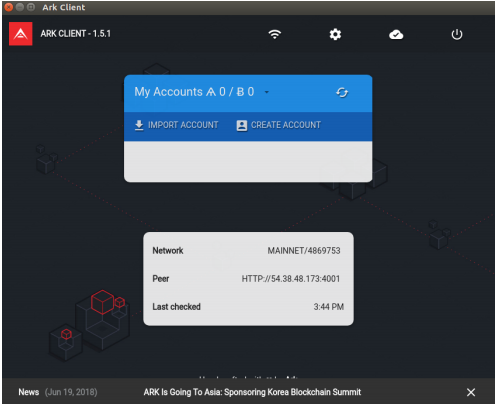 Ark Client
ARK CLIENT - 1.5.1
My Accounts Ѧ 0 / Ƀ 0
IMPORT ACCOUNT CREATE ACCOUNT
Network MAINNET/4869753
Peer HTTP://54.38.48.173:4001
Last checked 3:44 PM
News (Jun 19, 2018) ARK Is Going To Asia: Sponsoring Korea Blockchain Summit